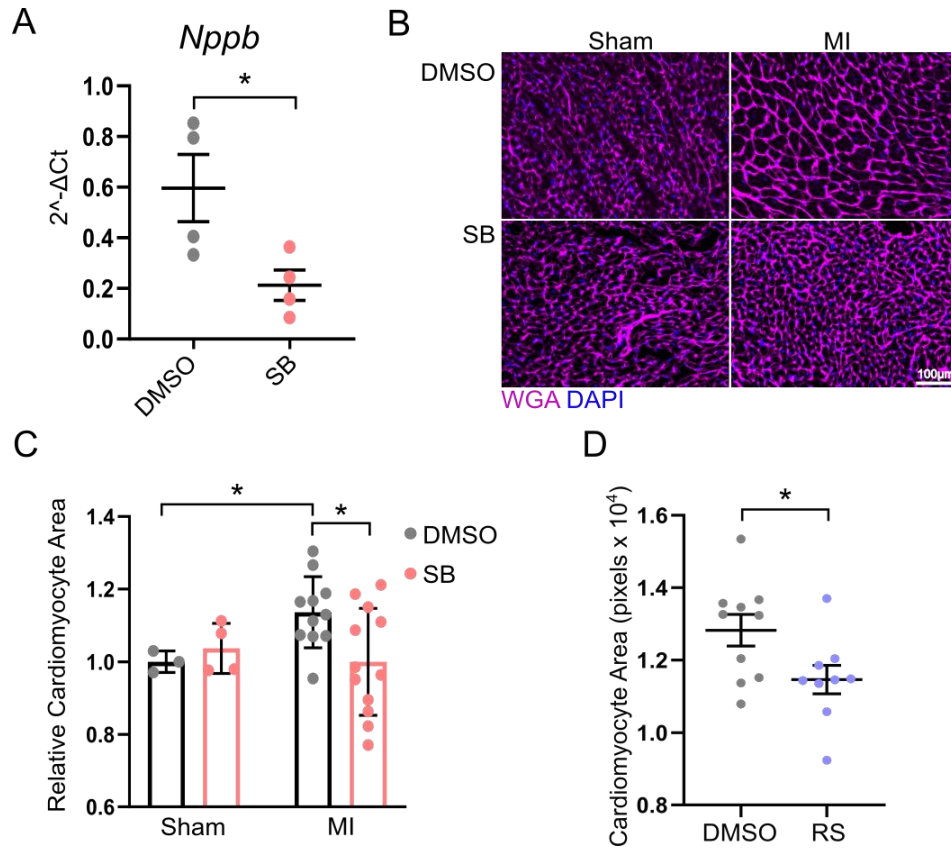 A
Nppb
*
2^-ΔCt
1.0
0.8
0.6
0.4
0.2
0.0
DMSO
SB
B
Sham
MI
DMSO
SB
100μm
WGA DAPI
C
Relative Cardiomyocyte Area
1.4
1.2
1.0
0.8
0.6
*
*
DMSO
SB
Sham
MI
D
Cardiomyocyte Area (pixels x 10⁴)
1.6
1.4
1.2
1.0
0.8
*
DMSO
RS